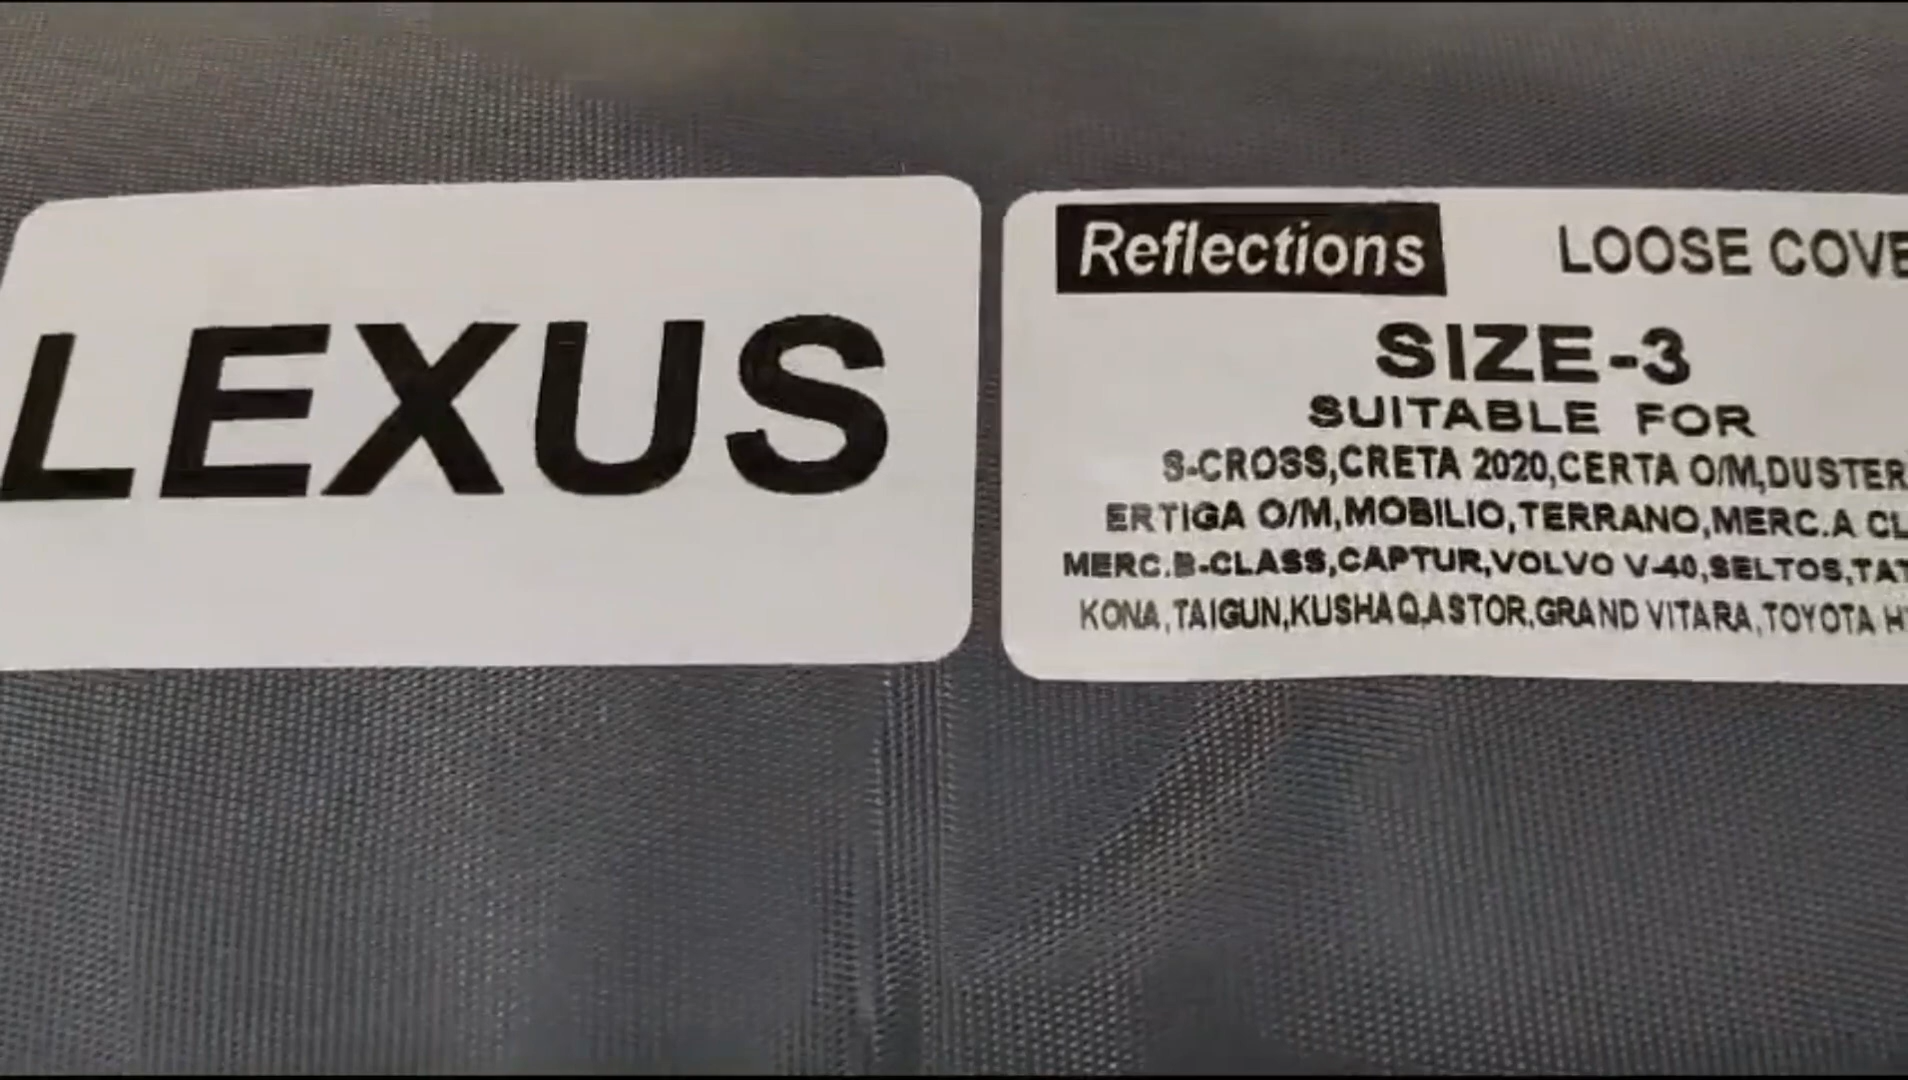 LEXUS
Reflections LOOSE COVE
SIZE-3
SUITABLE FOR
S-CROSS,CRETA 2020,CERTA O/M,DUSTER
ERTIGA O/M,MOBILIO,TERRANO,MERC.A CL
MERC.B-CLASS,CAPTUR,VOLVO V-40,SELTOS,TAT
KONA,TAIGUN,KUSHAQ,ASTOR,GRAND VITARA,TOYOTA H